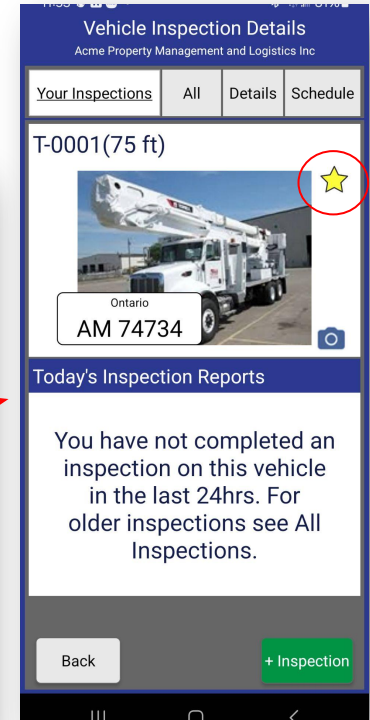 Vehicle Inspection Details
Acme Property Management and Logistics Inc
Your Inspections All Details Schedule
T-0001(75 ft)
Ontario
AM 74734
Today's Inspection Reports
You have not completed an
inspection on this vehicle
in the last 24hrs. For
older inspections see All
Inspections.
Back + Inspection